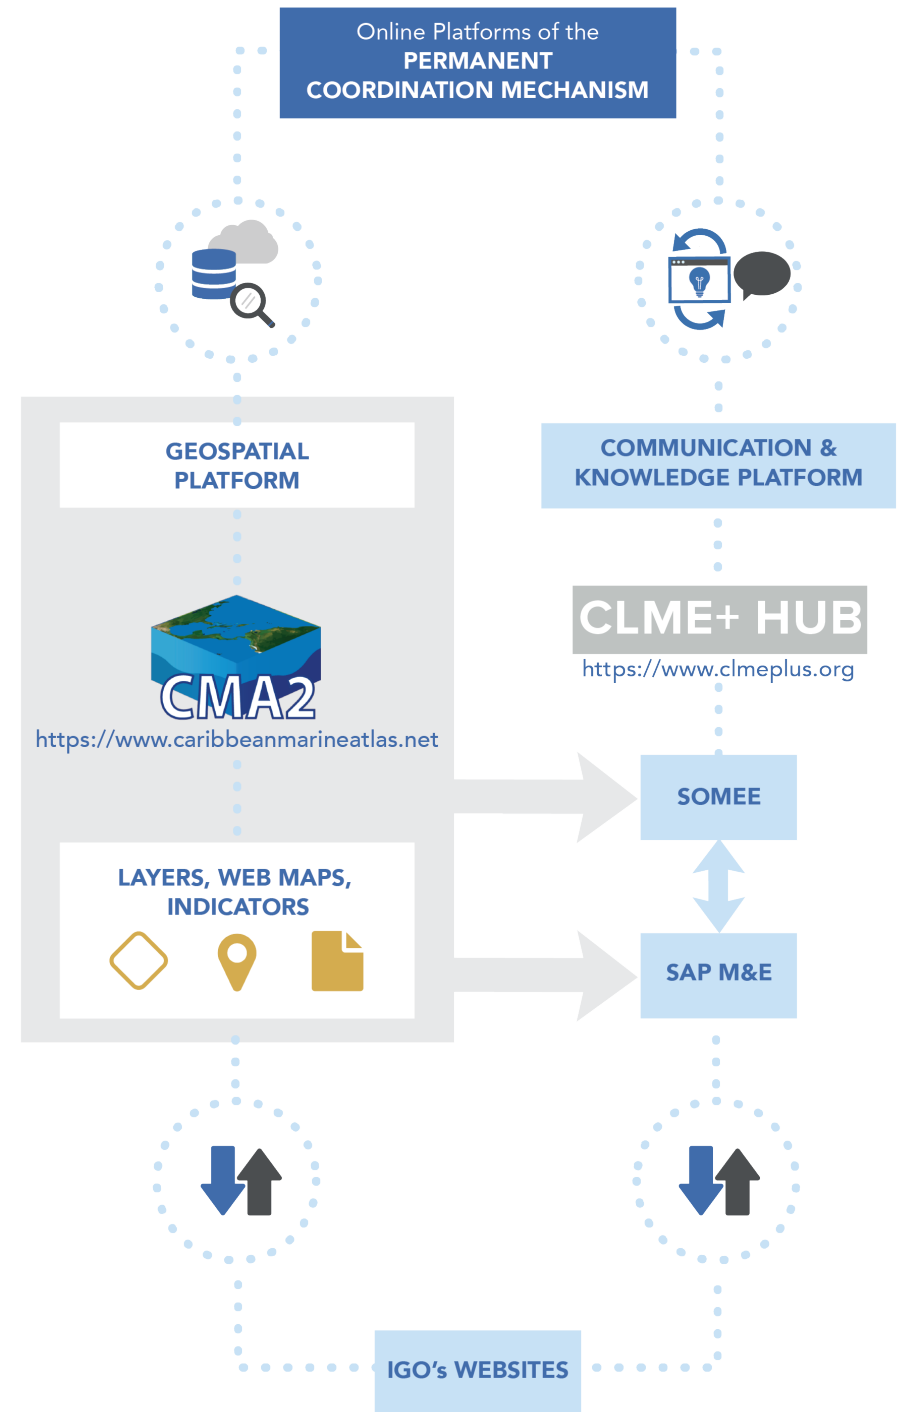 Online Platforms of the
PERMANENT
COORDINATION MECHANISM
GEOSPATIAL
PLATFORM
COMMUNICATION &
KNOWLEDGE PLATFORM
CMA2
https://www.caribbeanmarineatlas.net
CLME+ HUB
https://www.clmeplus.org
SOMEE
LAYERS, WEB MAPS,
INDICATORS
SAP M&E
IGO's WEBSITES